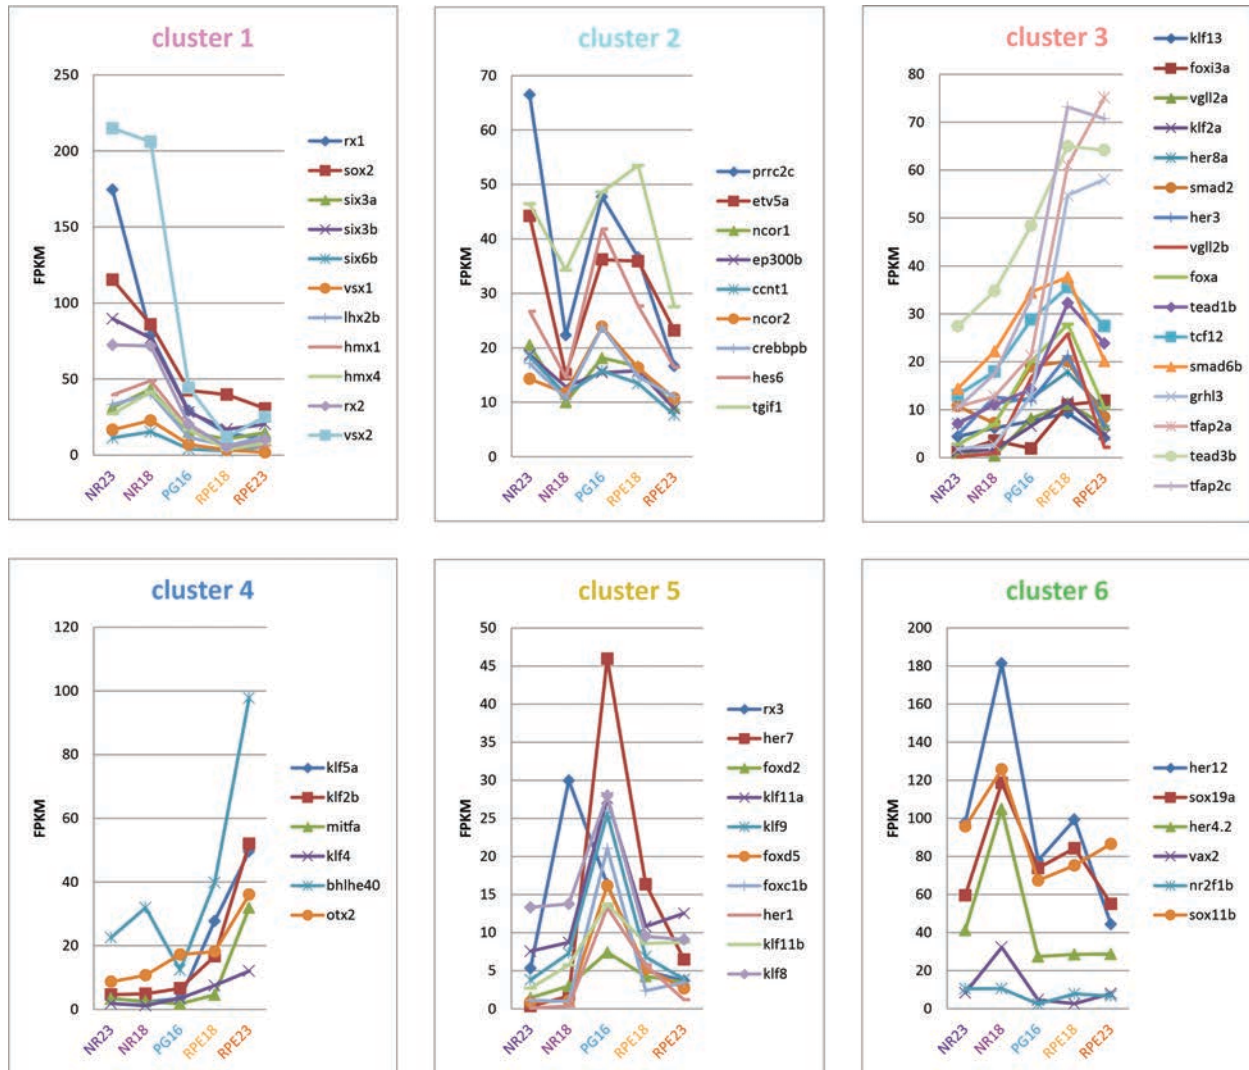 cluster 1
250
200
150
100
50
0
FPKM
NR23
NR18
PG16
RPE18
RPE23
rx1
sox2
six3a
six3b
six6b
vsx1
lhx2b
hmx1
hmx4
rx2
vsx2
cluster 2
70
60
50
40
30
20
10
0
FPKM
NR23
NR18
PG16
RPE18
RPE23
prrc2c
etv5a
ncor1
ep300b
ccnt1
ncor2
crebbpb
hes6
tgif1
cluster 3
80
70
60
50
40
30
20
10
0
FPKM
NR23
NR18
PG16
RPE18
RPE23
klf13
foxi3a
vgll2a
klf2a
her8a
smad2
her3
vgll2b
foxa
tead1b
tcf12
smad6b
grhl3
tfap2a
tead3b
tfap2c
cluster 4
120
100
80
60
40
20
0
FPKM
NR23
NR18
PG16
RPE18
RPE23
klf5a
klf2b
mitfa
klf4
bhlhe40
otx2
cluster 5
50
45
40
35
30
25
20
15
10
5
0
FPKM
NR23
NR18
PG16
RPE18
RPE23
rx3
her7
foxd2
klf11a
klf9
foxd5
foxc1b
her1
klf11b
klf8
cluster 6
200
180
160
140
120
100
80
60
40
20
0
FPKM
NR23
NR18
PG16
RPE18
RPE23
her12
sox19a
her4.2
vax2
nr2f1b
sox11b